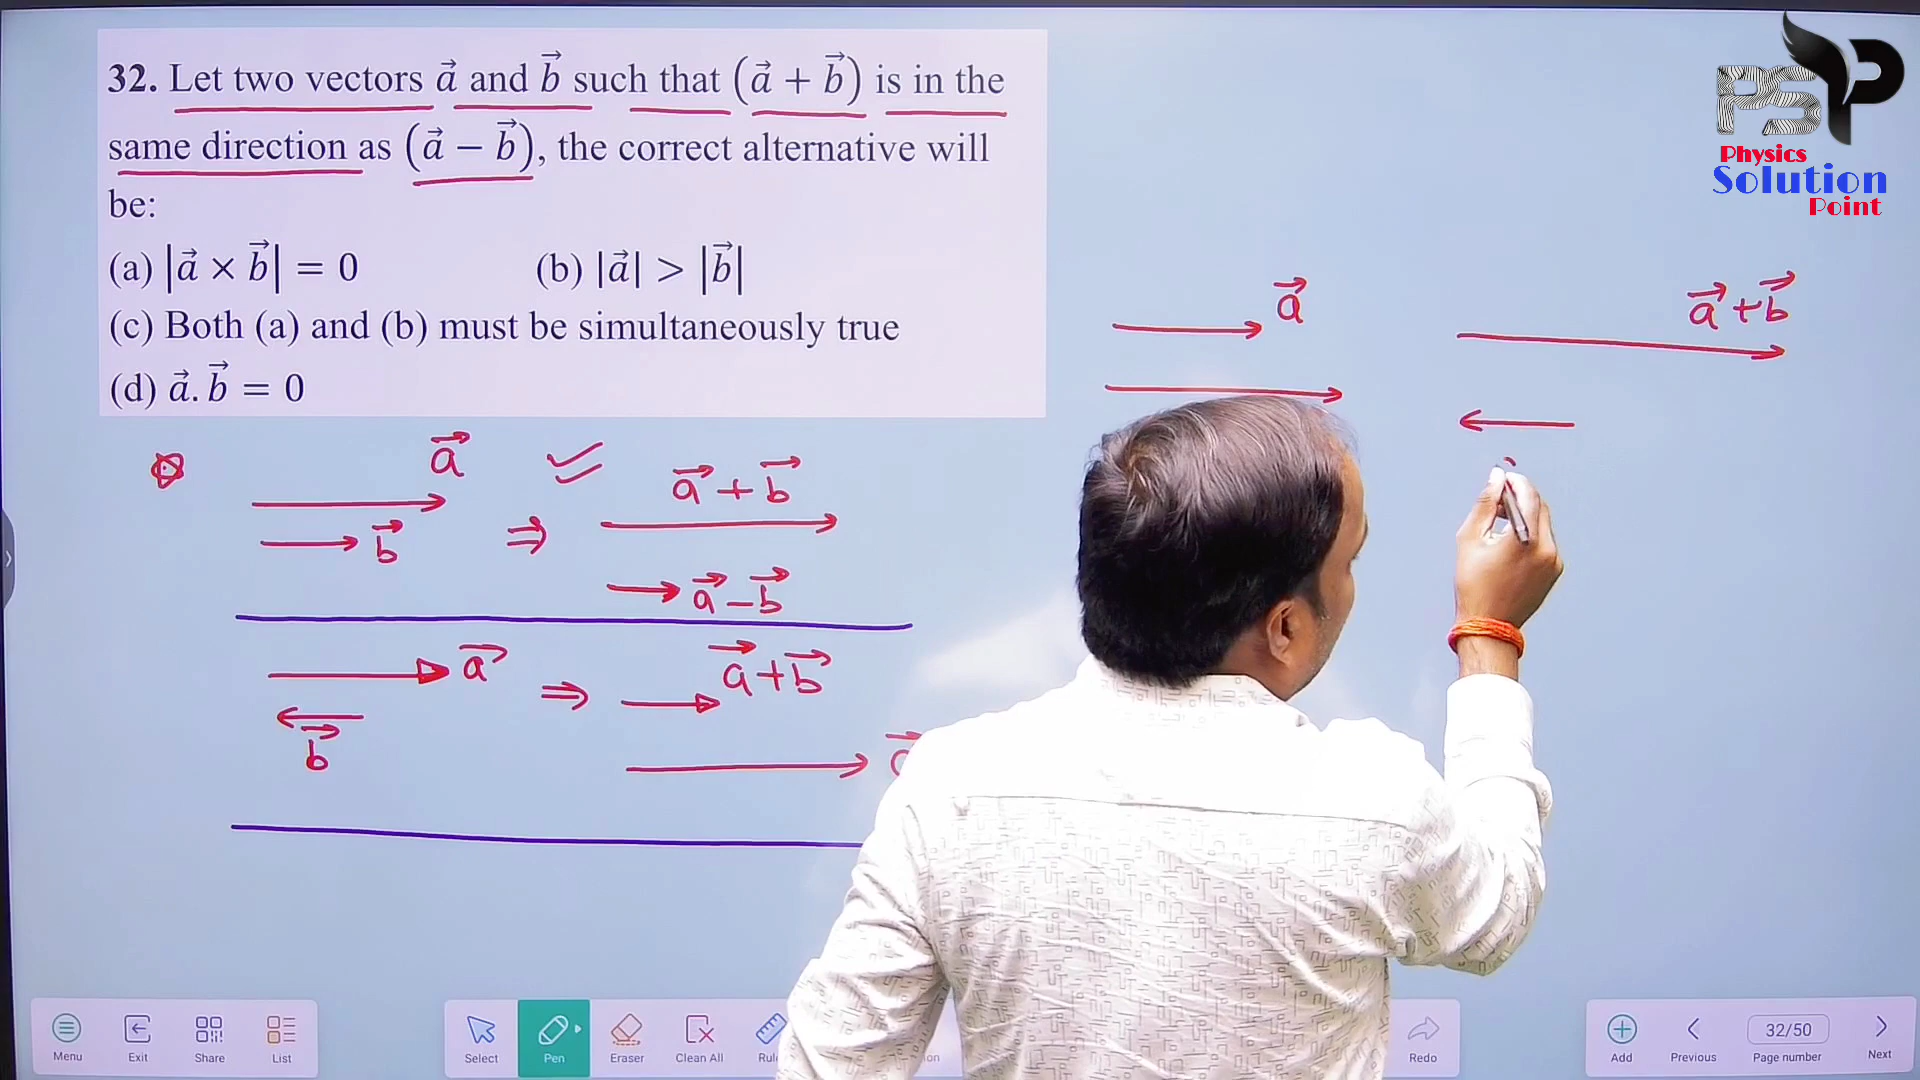 32. Let two vectors a⃗ and b⃗ such that (a⃗ + b⃗) is in the
same direction as (a⃗ − b⃗), the correct alternative will
be:
(a) |a⃗ × b⃗| = 0 (b) |a⃗| > |b⃗|
(c) Both (a) and (b) must be simultaneously true
(d) a⃗. b⃗ = 0
PSP
Physics
Solution
Point
a⃗
a⃗+b⃗
a⃗
b⃗
⇒
a⃗+b⃗
a⃗−b⃗
a⃗
b⃗
⇒
a⃗+b⃗
Menu
Exit
Share
List
Select
Pen
Eraser
Clean All
Redo
Add
Previous
32/50
Page number
Next